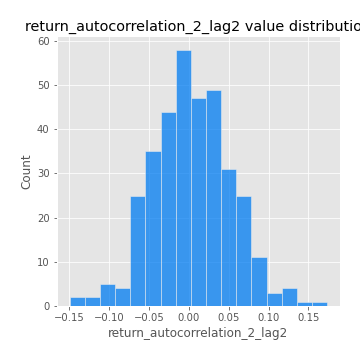 return_autocorrelation_2_lag2 value distributio
60
50
40
30
20
10
0
Count
−0.15 −0.10 −0.05 0.00 0.05 0.10 0.15
return_autocorrelation_2_lag2